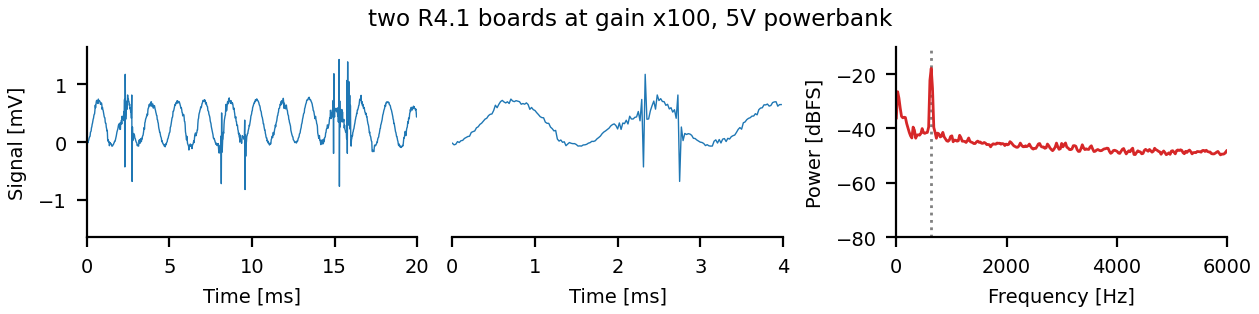 two R4.1 boards at gain x100, 5V powerbank
Signal [mV]
1
0
−1
0 5 10 15 20
Time [ms]
0 1 2 3 4
Time [ms]
Power [dBFS]
−20
−40
−60
−80
0 2000 4000 6000
Frequency [Hz]